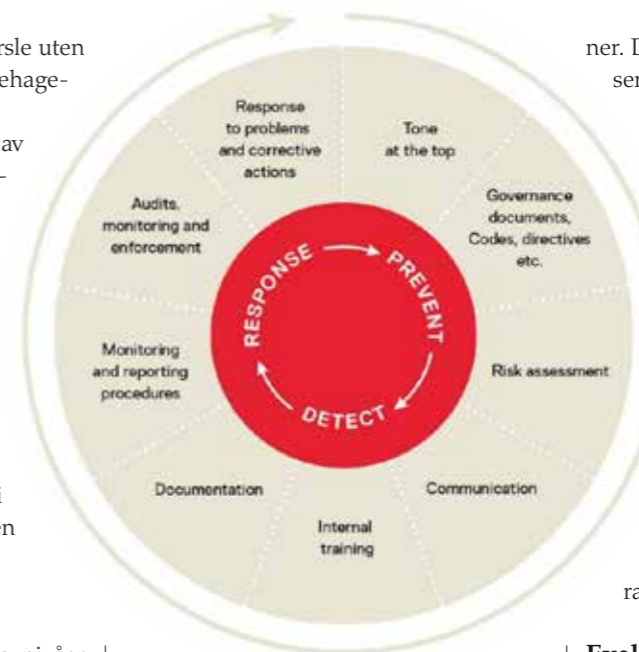 Response
to problems
and corrective
actions
Tone
at the top
Governance
documents,
Codes, directives
etc.
Risk assessment
Communication
Internal
training
Documentation
Monitoring
and reporting
procedures
Audits,
monitoring and
enforcement
RESPONSE
PREVENT
DETECT
rsle uten
ehage-
av
–
i
en
ner. D
ser
ra